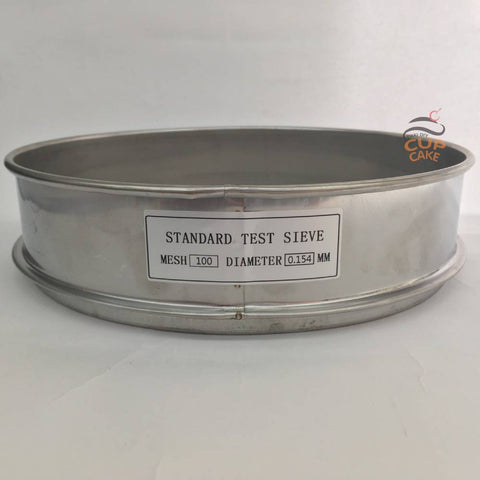 CUP
CAKE
STANDARD TEST SIEVE
MESH 100 DIAMETER 0.154 MM